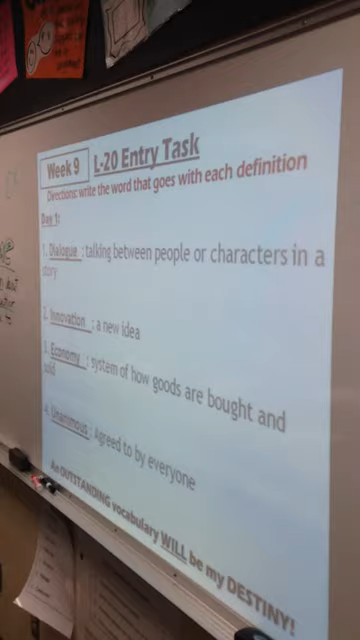 Week 9
L-20 Entry Task
Directions: write the word that goes with each definition
Day 1:
1. Dialogue : talking between people or characters in a
story
2. Innovation : a new idea
3. Economy : system of how goods are bought and
sold
4. Unanimous : Agreed to by everyone
An OUTSTANDING vocabulary WILL be my DESTINY!